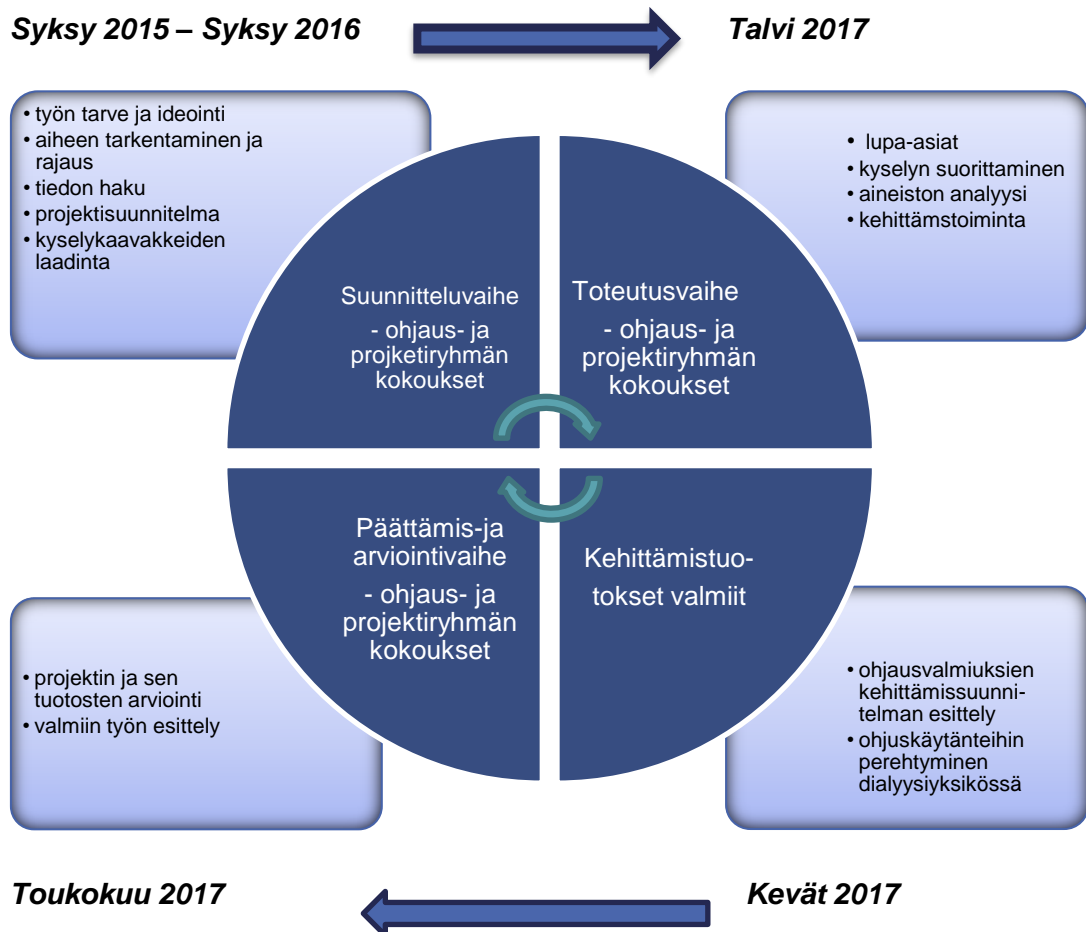 Syksy 2015 – Syksy 2016
Talvi 2017
• työn tarve ja ideointi
• aiheen tarkentaminen ja
rajaus
• tiedon haku
• projektisuunnitelma
• kyselykaavakkeiden
laadinta
• lupa-asiat
• kyselyn suorittaminen
• aineiston analyysi
• kehittämstoiminta
Suunnitteluvaihe
- ohjaus- ja
projketiryhmän
kokoukset
Toteutusvaihe
- ohjaus- ja
projektiryhmän
kokoukset
Päättämis-ja
arviointivaihe
- ohjaus- ja
projektiryhmän
kokoukset
Kehittämistuo-
tokset valmiit
• projektin ja sen
tuotosten arviointi
• valmiin työn esittely
• ohjausvalmiuksien
kehittämissuunni-
telman esittely
• ohjuskäytänteihin
perehtyminen
dialyysiyksikössä
Toukokuu 2017
Kevät 2017